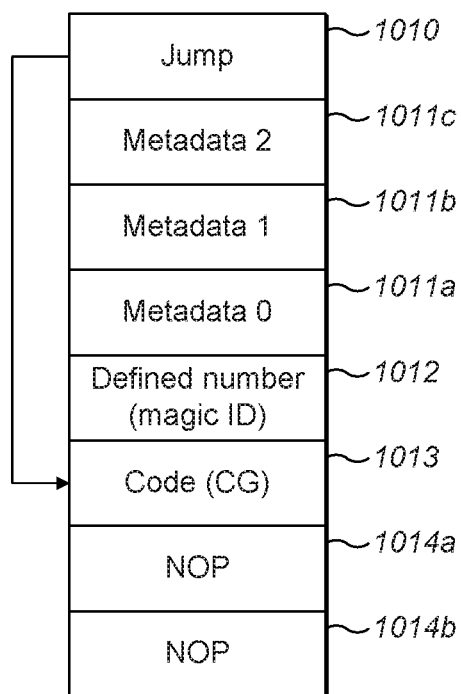 Jump
1010
Metadata 2
1011c
Metadata 1
1011b
Metadata 0
1011a
Defined number
(magic ID)
1012
Code (CG)
1013
NOP
1014a
NOP
1014b